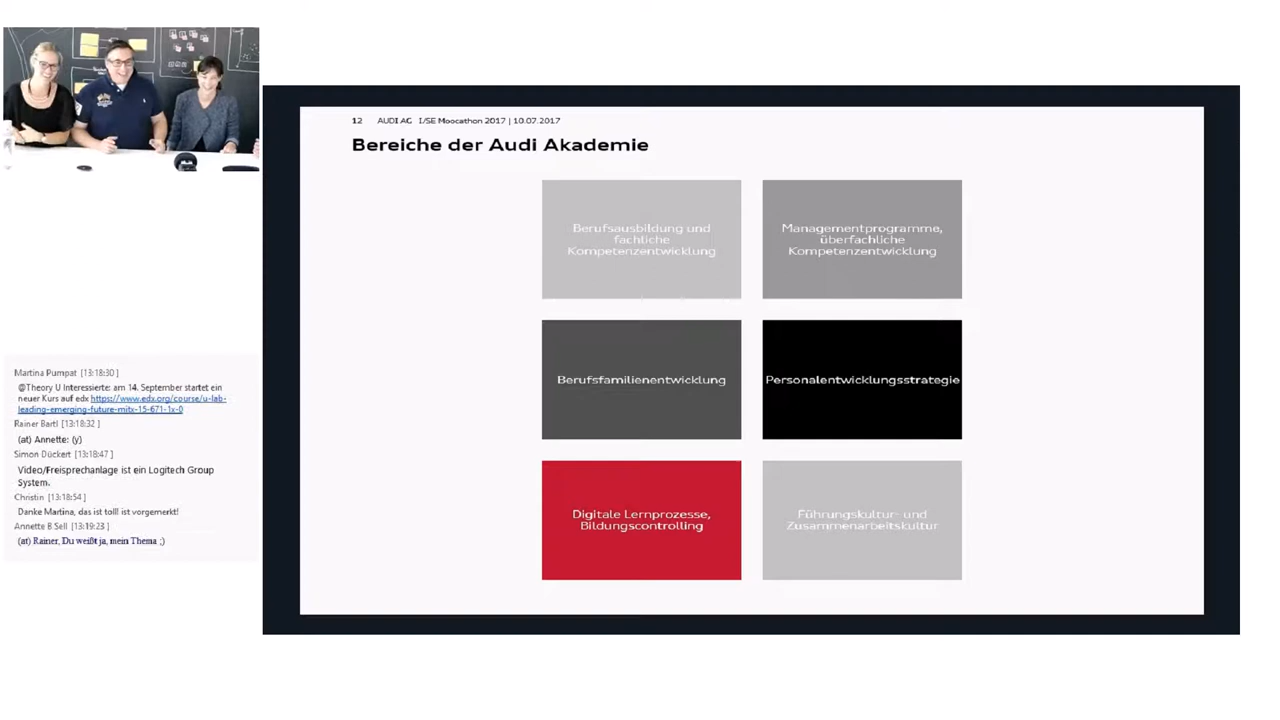 12 AUDI AG I/SE Moocathon 2017 | 10.07.2017
Bereiche der Audi Akademie
Berufsausbildung und
fachliche
Kompetenzentwicklung
Managementprogramme,
überfachliche
Kompetenzentwicklung
Berufsfamilienentwicklung
Personalentwicklungsstrategie
Digitale Lernprozesse,
Bildungscontrolling
Führungskultur- und
Zusammenarbeitskultur
Martina Pumpat [13:18:30 ]
@Theory U Interessierte: am 14. September startet ein
neuer Kurs auf edx https://www.edx.org/course/u-lab-
leading-emerging-future-mitx-15-671-1x-0
Rainer Bartl [13:18:32 ]
(at) Annette: (y)
Simon Dückert [13:18:47 ]
Video/Freisprechanlage ist ein Logitech Group
System.
Christin [13:18:54 ]
Danke Martina, das ist toll! ist vorgemerkt!
Annette B Sell [13:19:23 ]
(at) Rainer, Du weißt ja, mein Thema ;)